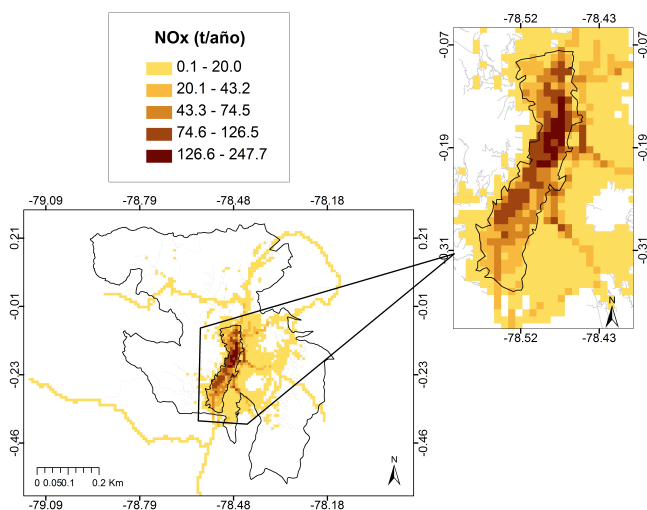 NOx (t/año)
0.1 - 20.0
20.1 - 43.2
43.3 - 74.5
74.6 - 126.5
126.6 - 247.7
-78.52 -78.43
-0.07
-0.07
-0.19
-0.19
-0.31
-0.31
N
-78.52 -78.43
-79.09 -78.79 -78.48 -78.18
0.21
0.21
-0.01
-0.01
-0.23
-0.23
-0.46
-0.46
N
0 0.050.1 0.2 Km
-79.09 -78.79 -78.48 -78.18